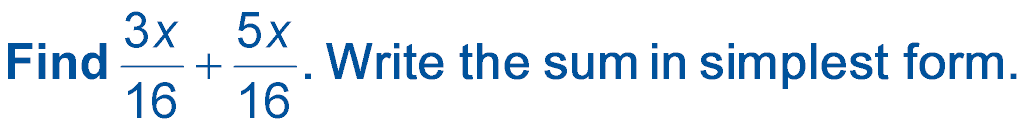 Find 3x/16 + 5x/16. Write the sum in simplest form.